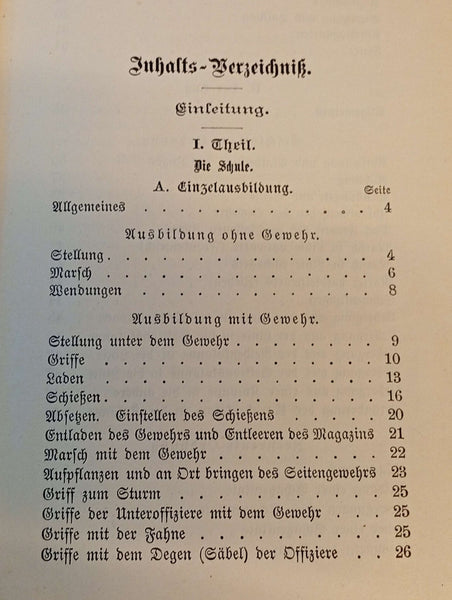 Inhalts-Verzeichniß.
Einleitung.
I. Theil.
Die Schule.
A. Einzelausbildung. Seite
Allgemeines . . . . . . . . . . . . . 4
Ausbildung ohne Gewehr.
Stellung . . . . . . . . . . . . . . 4
Marsch . . . . . . . . . . . . . . 6
Wendungen . . . . . . . . . . . . . 8
Ausbildung mit Gewehr.
Stellung unter dem Gewehr . . . . . . . . 9
Griffe . . . . . . . . . . . . . . 10
Laden . . . . . . . . . . . . . . 13
Schießen . . . . . . . . . . . . . . 16
Absetzen. Einstellen des Schießens . . . . . 20
Entladen des Gewehrs und Entleeren des Magazins 21
Marsch mit dem Gewehr . . . . . . . . 22
Aufpflanzen und an Ort bringen des Seitengewehrs 23
Griff zum Sturm . . . . . . . . . . . 25
Griffe der Unteroffiziere mit dem Gewehr . . . 25
Griffe mit der Fahne . . . . . . . . . 25
Griffe mit dem Degen (Säbel) der Offiziere . . 26